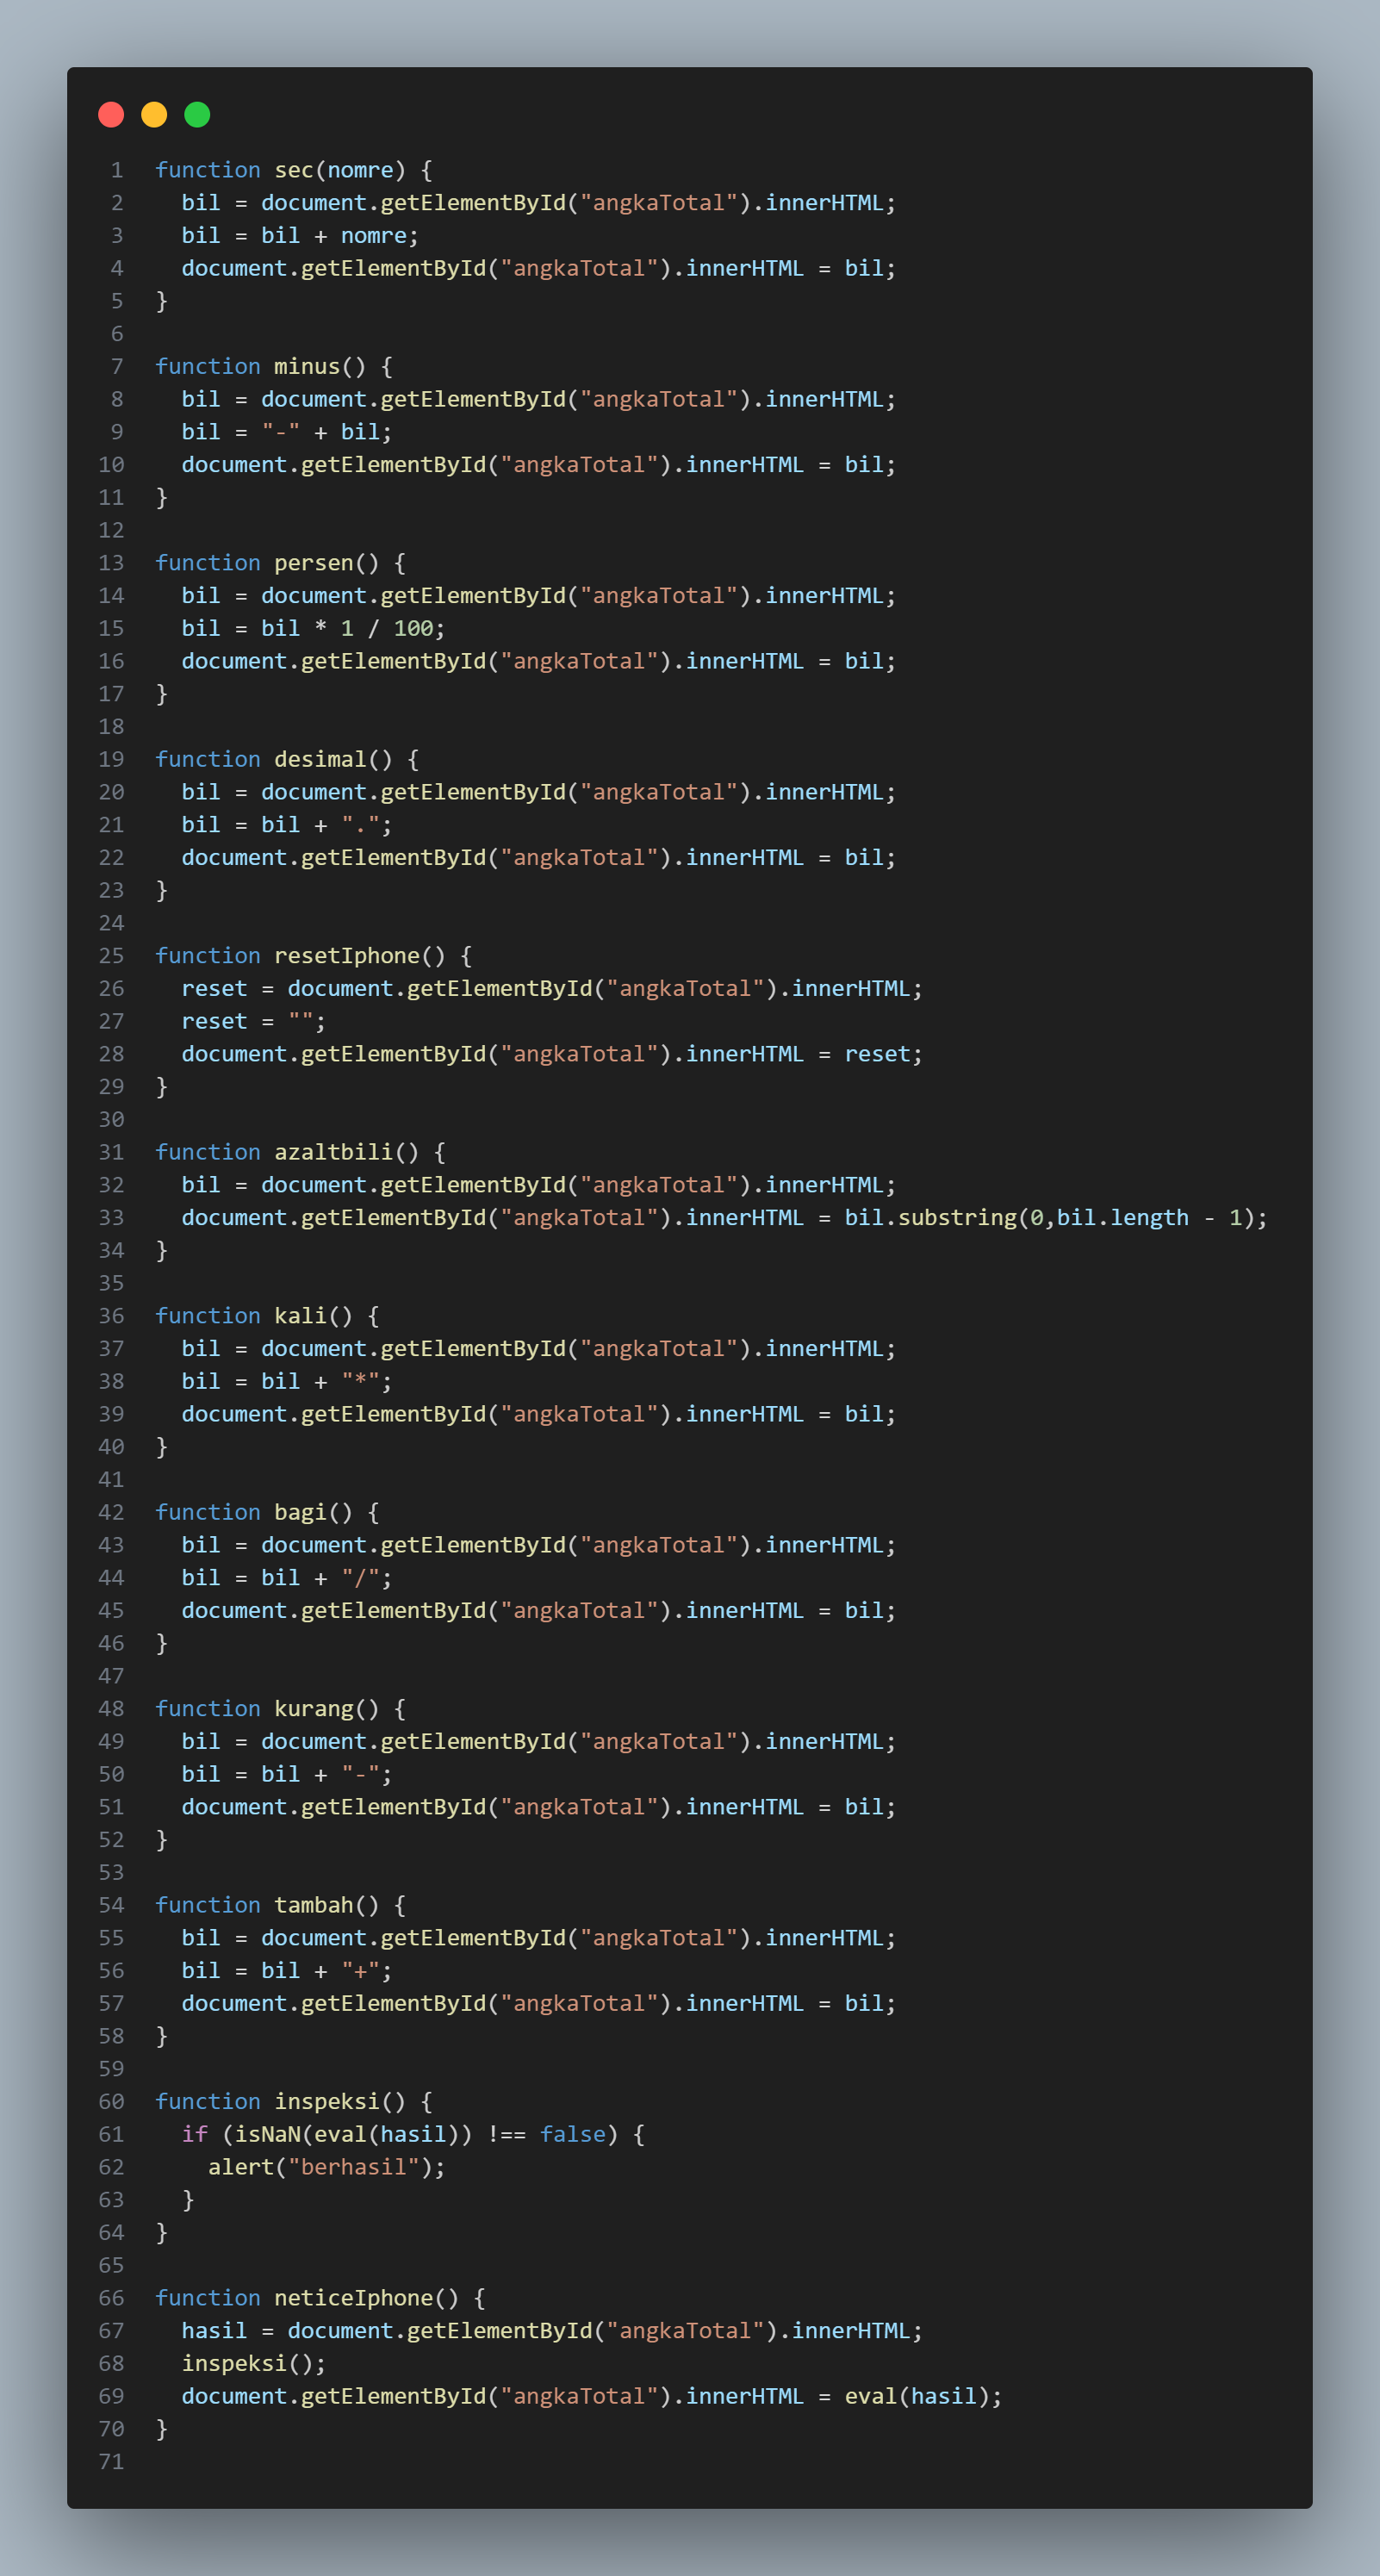 1 function sec(nomre) {
2   bil = document.getElementById("angkaTotal").innerHTML;
3   bil = bil + nomre;
4   document.getElementById("angkaTotal").innerHTML = bil;
5 }
6
7 function minus() {
8   bil = document.getElementById("angkaTotal").innerHTML;
9   bil = "-" + bil;
10   document.getElementById("angkaTotal").innerHTML = bil;
11 }
12
13 function persen() {
14   bil = document.getElementById("angkaTotal").innerHTML;
15   bil = bil * 1 / 100;
16   document.getElementById("angkaTotal").innerHTML = bil;
17 }
18
19 function desimal() {
20   bil = document.getElementById("angkaTotal").innerHTML;
21   bil = bil + ".";
22   document.getElementById("angkaTotal").innerHTML = bil;
23 }
24
25 function resetIphone() {
26   reset = document.getElementById("angkaTotal").innerHTML;
27   reset = "";
28   document.getElementById("angkaTotal").innerHTML = reset;
29 }
30
31 function azaltbili() {
32   bil = document.getElementById("angkaTotal").innerHTML;
33   document.getElementById("angkaTotal").innerHTML = bil.substring(0,bil.length - 1);
34 }
35
36 function kali() {
37   bil = document.getElementById("angkaTotal").innerHTML;
38   bil = bil + "*";
39   document.getElementById("angkaTotal").innerHTML = bil;
40 }
41
42 function bagi() {
43   bil = document.getElementById("angkaTotal").innerHTML;
44   bil = bil + "/";
45   document.getElementById("angkaTotal").innerHTML = bil;
46 }
47
48 function kurang() {
49   bil = document.getElementById("angkaTotal").innerHTML;
50   bil = bil + "-";
51   document.getElementById("angkaTotal").innerHTML = bil;
52 }
53
54 function tambah() {
55   bil = document.getElementById("angkaTotal").innerHTML;
56   bil = bil + "+";
57   document.getElementById("angkaTotal").innerHTML = bil;
58 }
59
60 function inspeksi() {
61   if (isNaN(eval(hasil)) !== false) {
62     alert("berhasil");
63   }
64 }
65
66 function neticeIphone() {
67   hasil = document.getElementById("angkaTotal").innerHTML;
68   inspeksi();
69   document.getElementById("angkaTotal").innerHTML = eval(hasil);
70 }
71